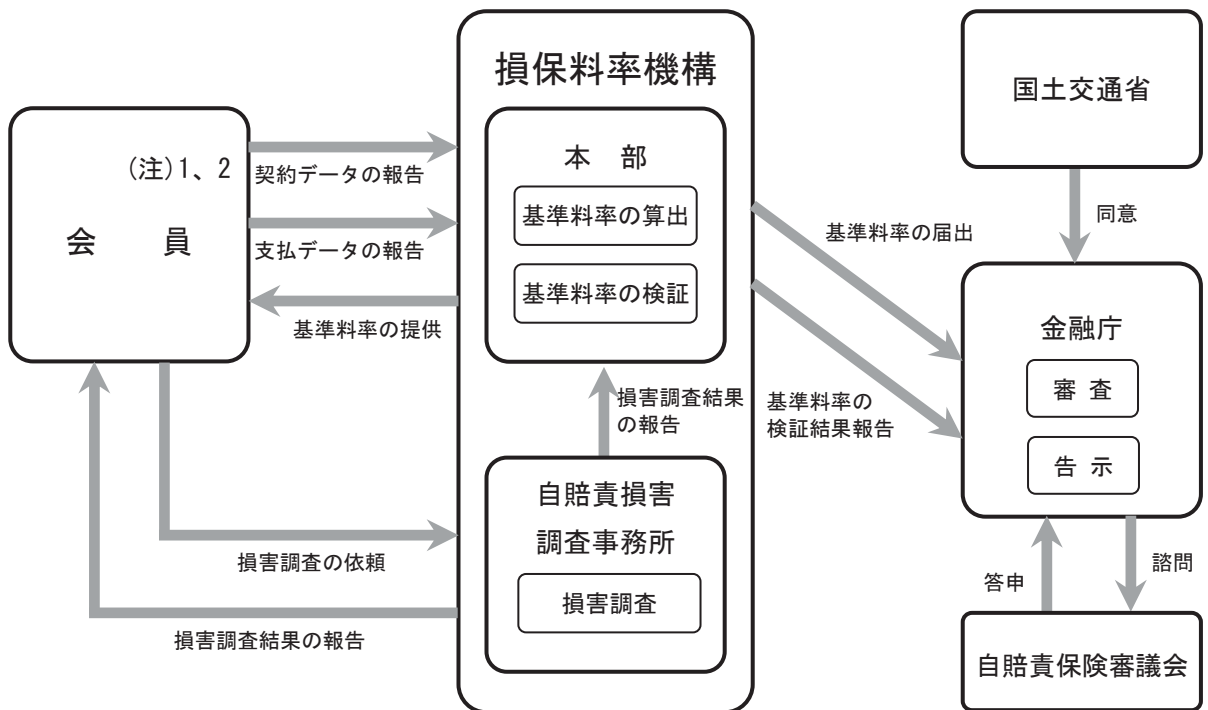 損保料率機構
国土交通省
(注)1、2
会　員
契約データの報告
支払データの報告
基準料率の提供
本　部
基準料率の算出
基準料率の検証
基準料率の届出
同意
金融庁
審 査
告 示
損害調査結果
の報告
基準料率の
検証結果報告
自賠責損害
調査事務所
損害調査
損害調査の依頼
損害調査結果の報告
答申
諮問
自賠責保険審議会